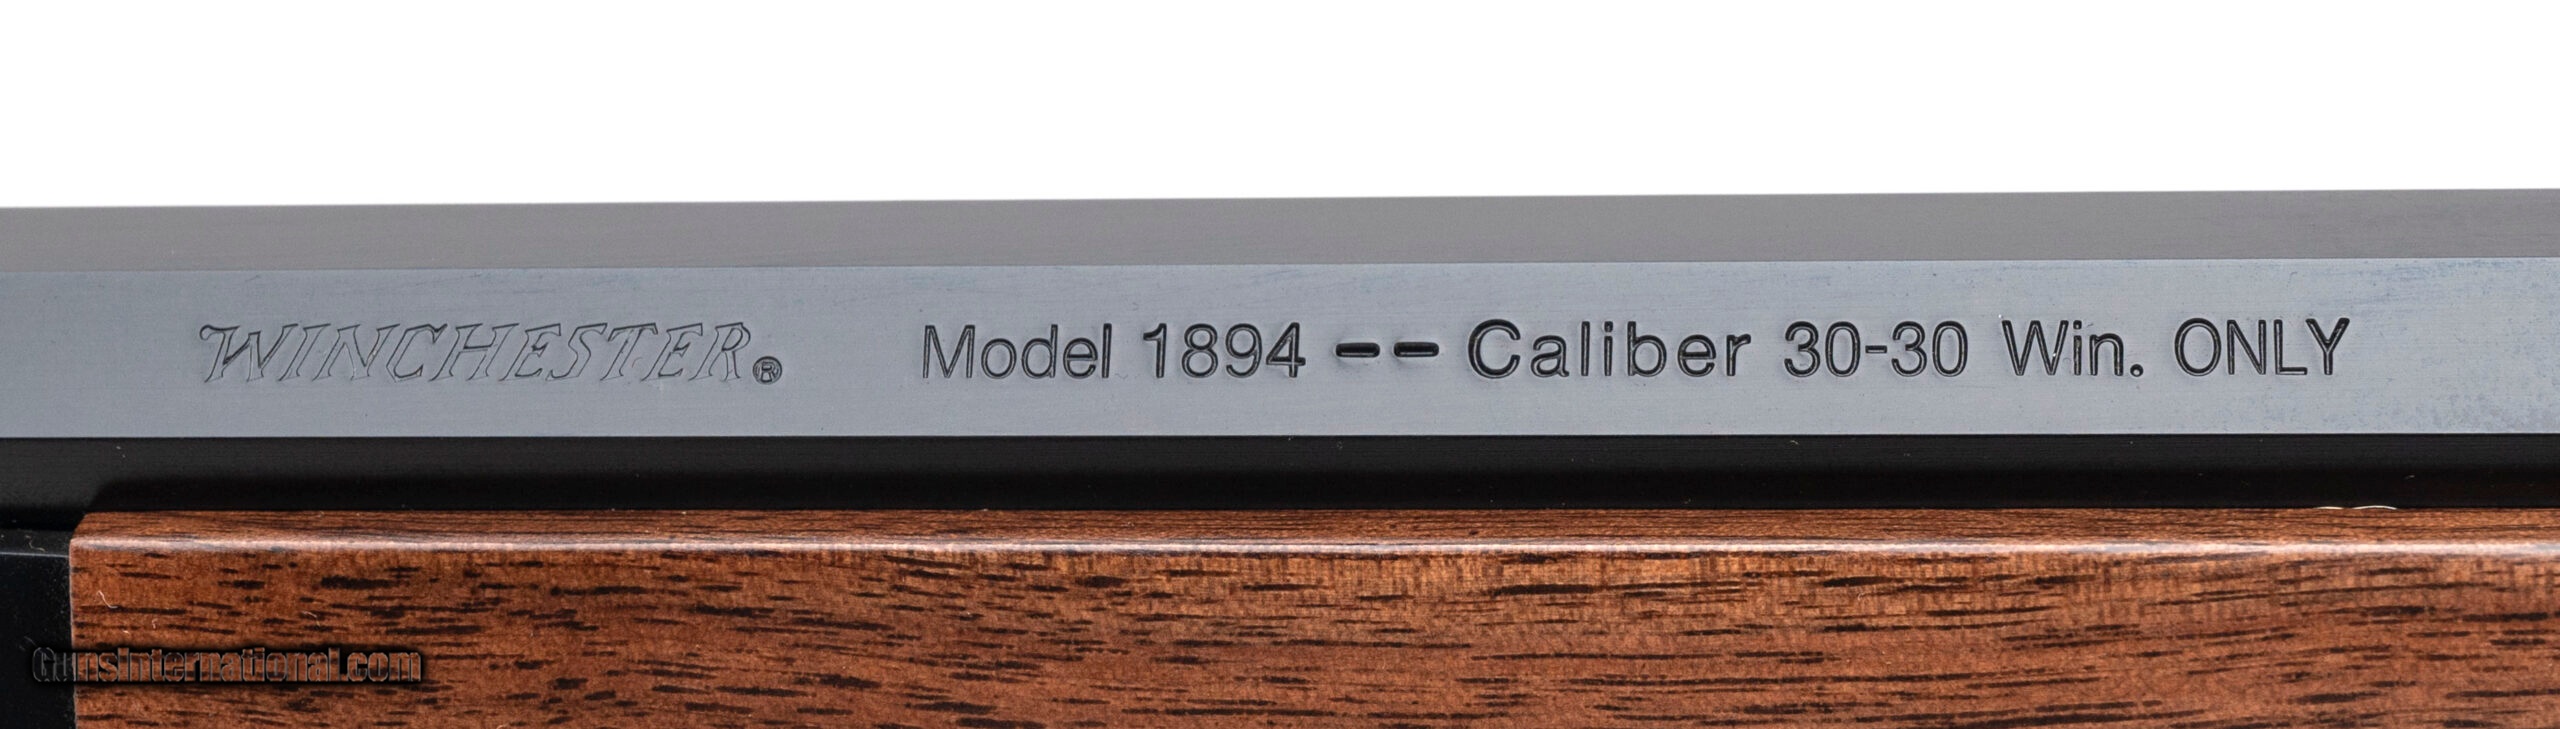 WINCHESTER® Model 1894 -- Caliber 30-30 Win. ONLY
GunsInternational.com